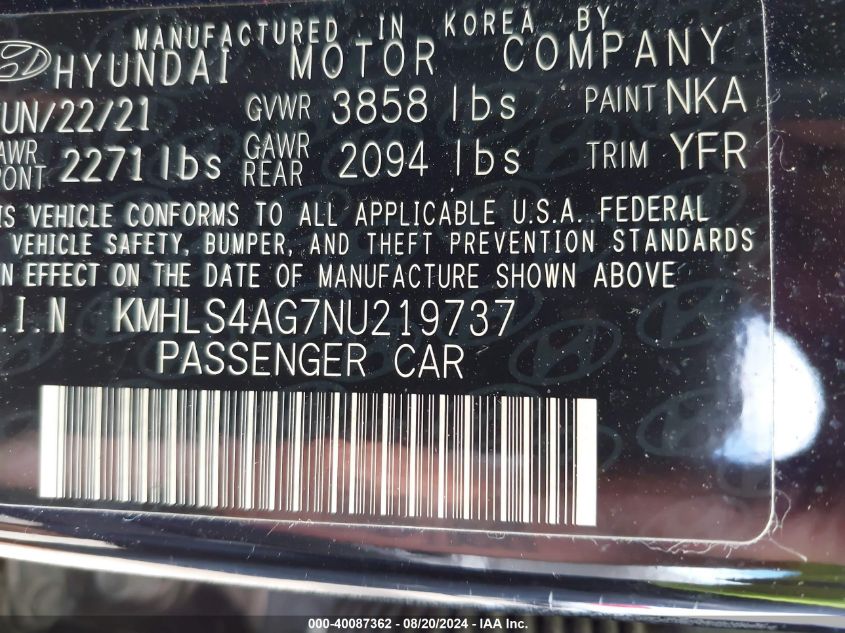 MANUFACTURED IN KOREA BY
HYUNDAI MOTOR COMPANY
UN/22/21 GVWR 3858 lbs PAINT NKA
AWR FRONT 2271 lbs GAWR REAR 2094 lbs TRIM YFR
IS VEHICLE CONFORMS TO ALL APPLICABLE U.S.A. FEDERAL
VEHICLE SAFETY, BUMPER, AND THEFT PREVENTION STANDARDS
N EFFECT ON THE DATE OF MANUFACTURE SHOWN ABOVE
.I.N KMHLS4AG7NU219737
PASSENGER CAR
000-40087362 - 08/20/2024 - IAA Inc.